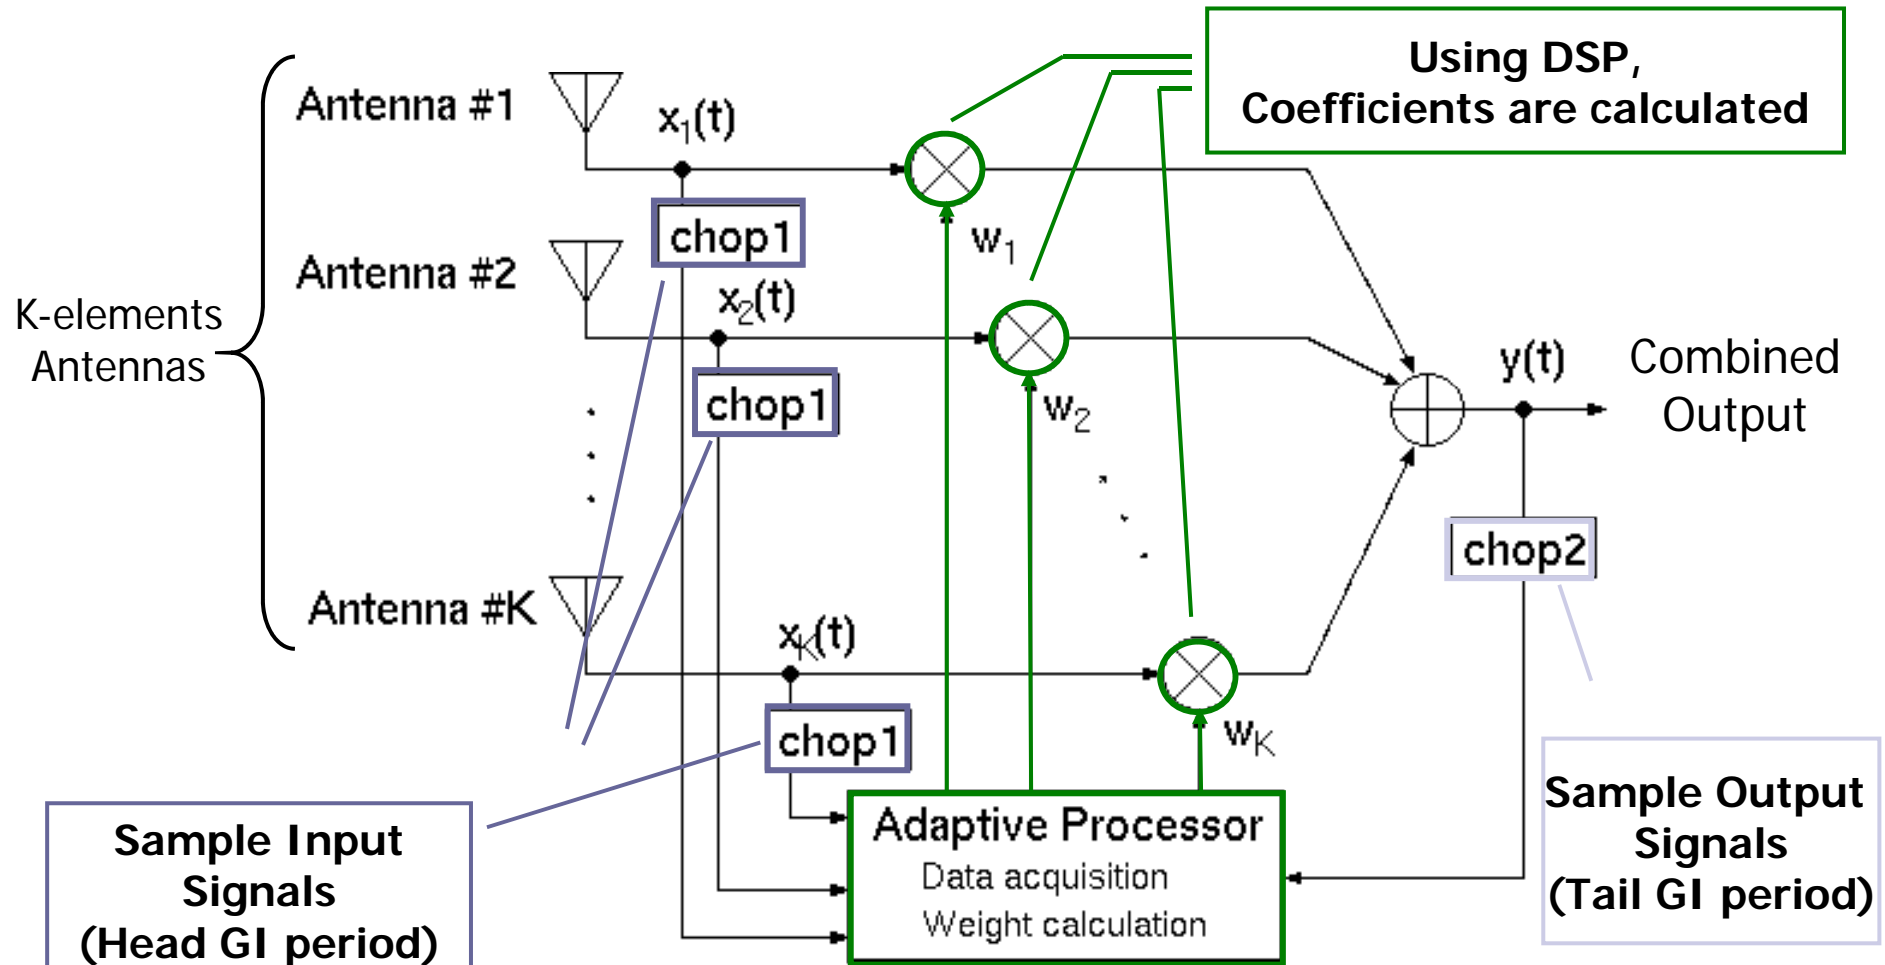 Using DSP,
Coefficients are calculated
Antenna #1
x1(t)
chop1
w1
Antenna #2
x2(t)
chop1
w2
K-elements
Antennas
y(t)
Combined
Output
chop2
Antenna #K
xK(t)
chop1
wK
Adaptive Processor
Data acquisition
Weight calculation
Sample Input
Signals
(Head GI period)
Sample Output
Signals
(Tail GI period)